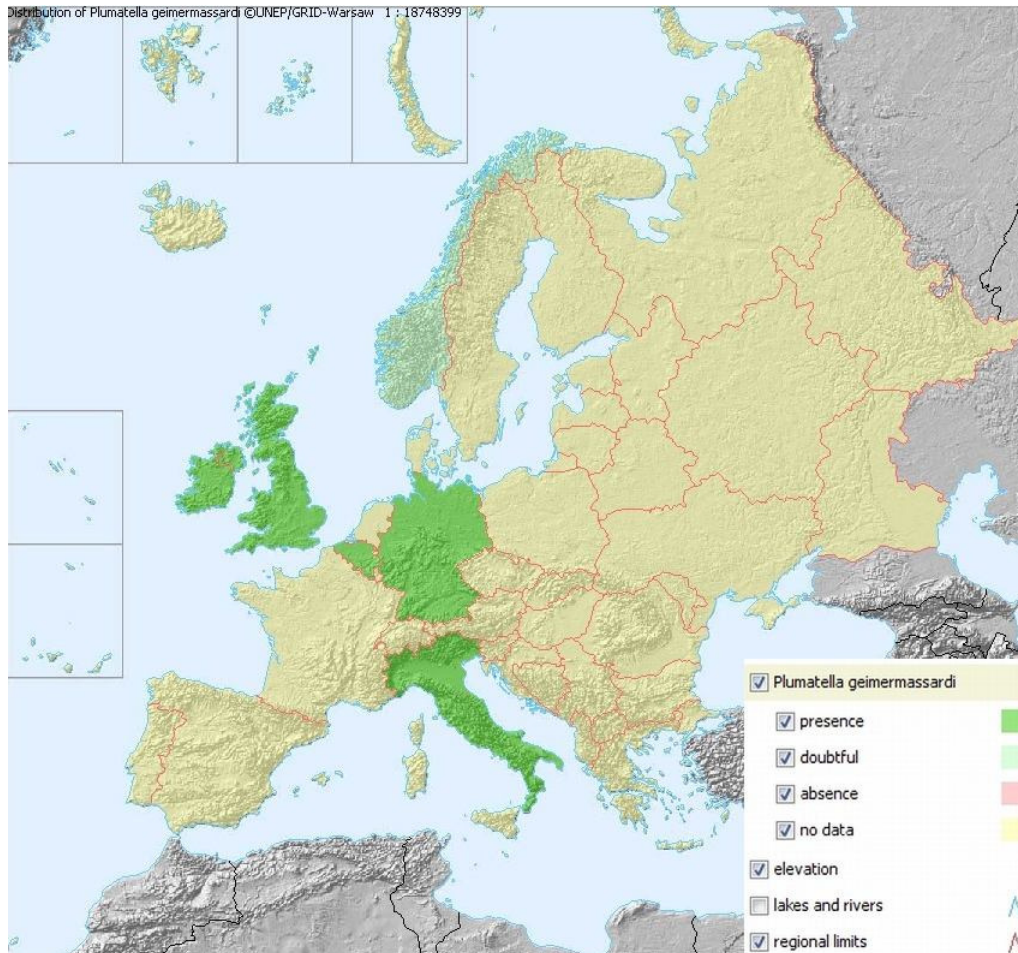 Distribution of Plumatella geimermassardi ©UNEP/GRID-Warsaw 1 : 18748399
Plumatella geimermassardi
presence
doubtful
absence
no data
elevation
lakes and rivers
regional limits